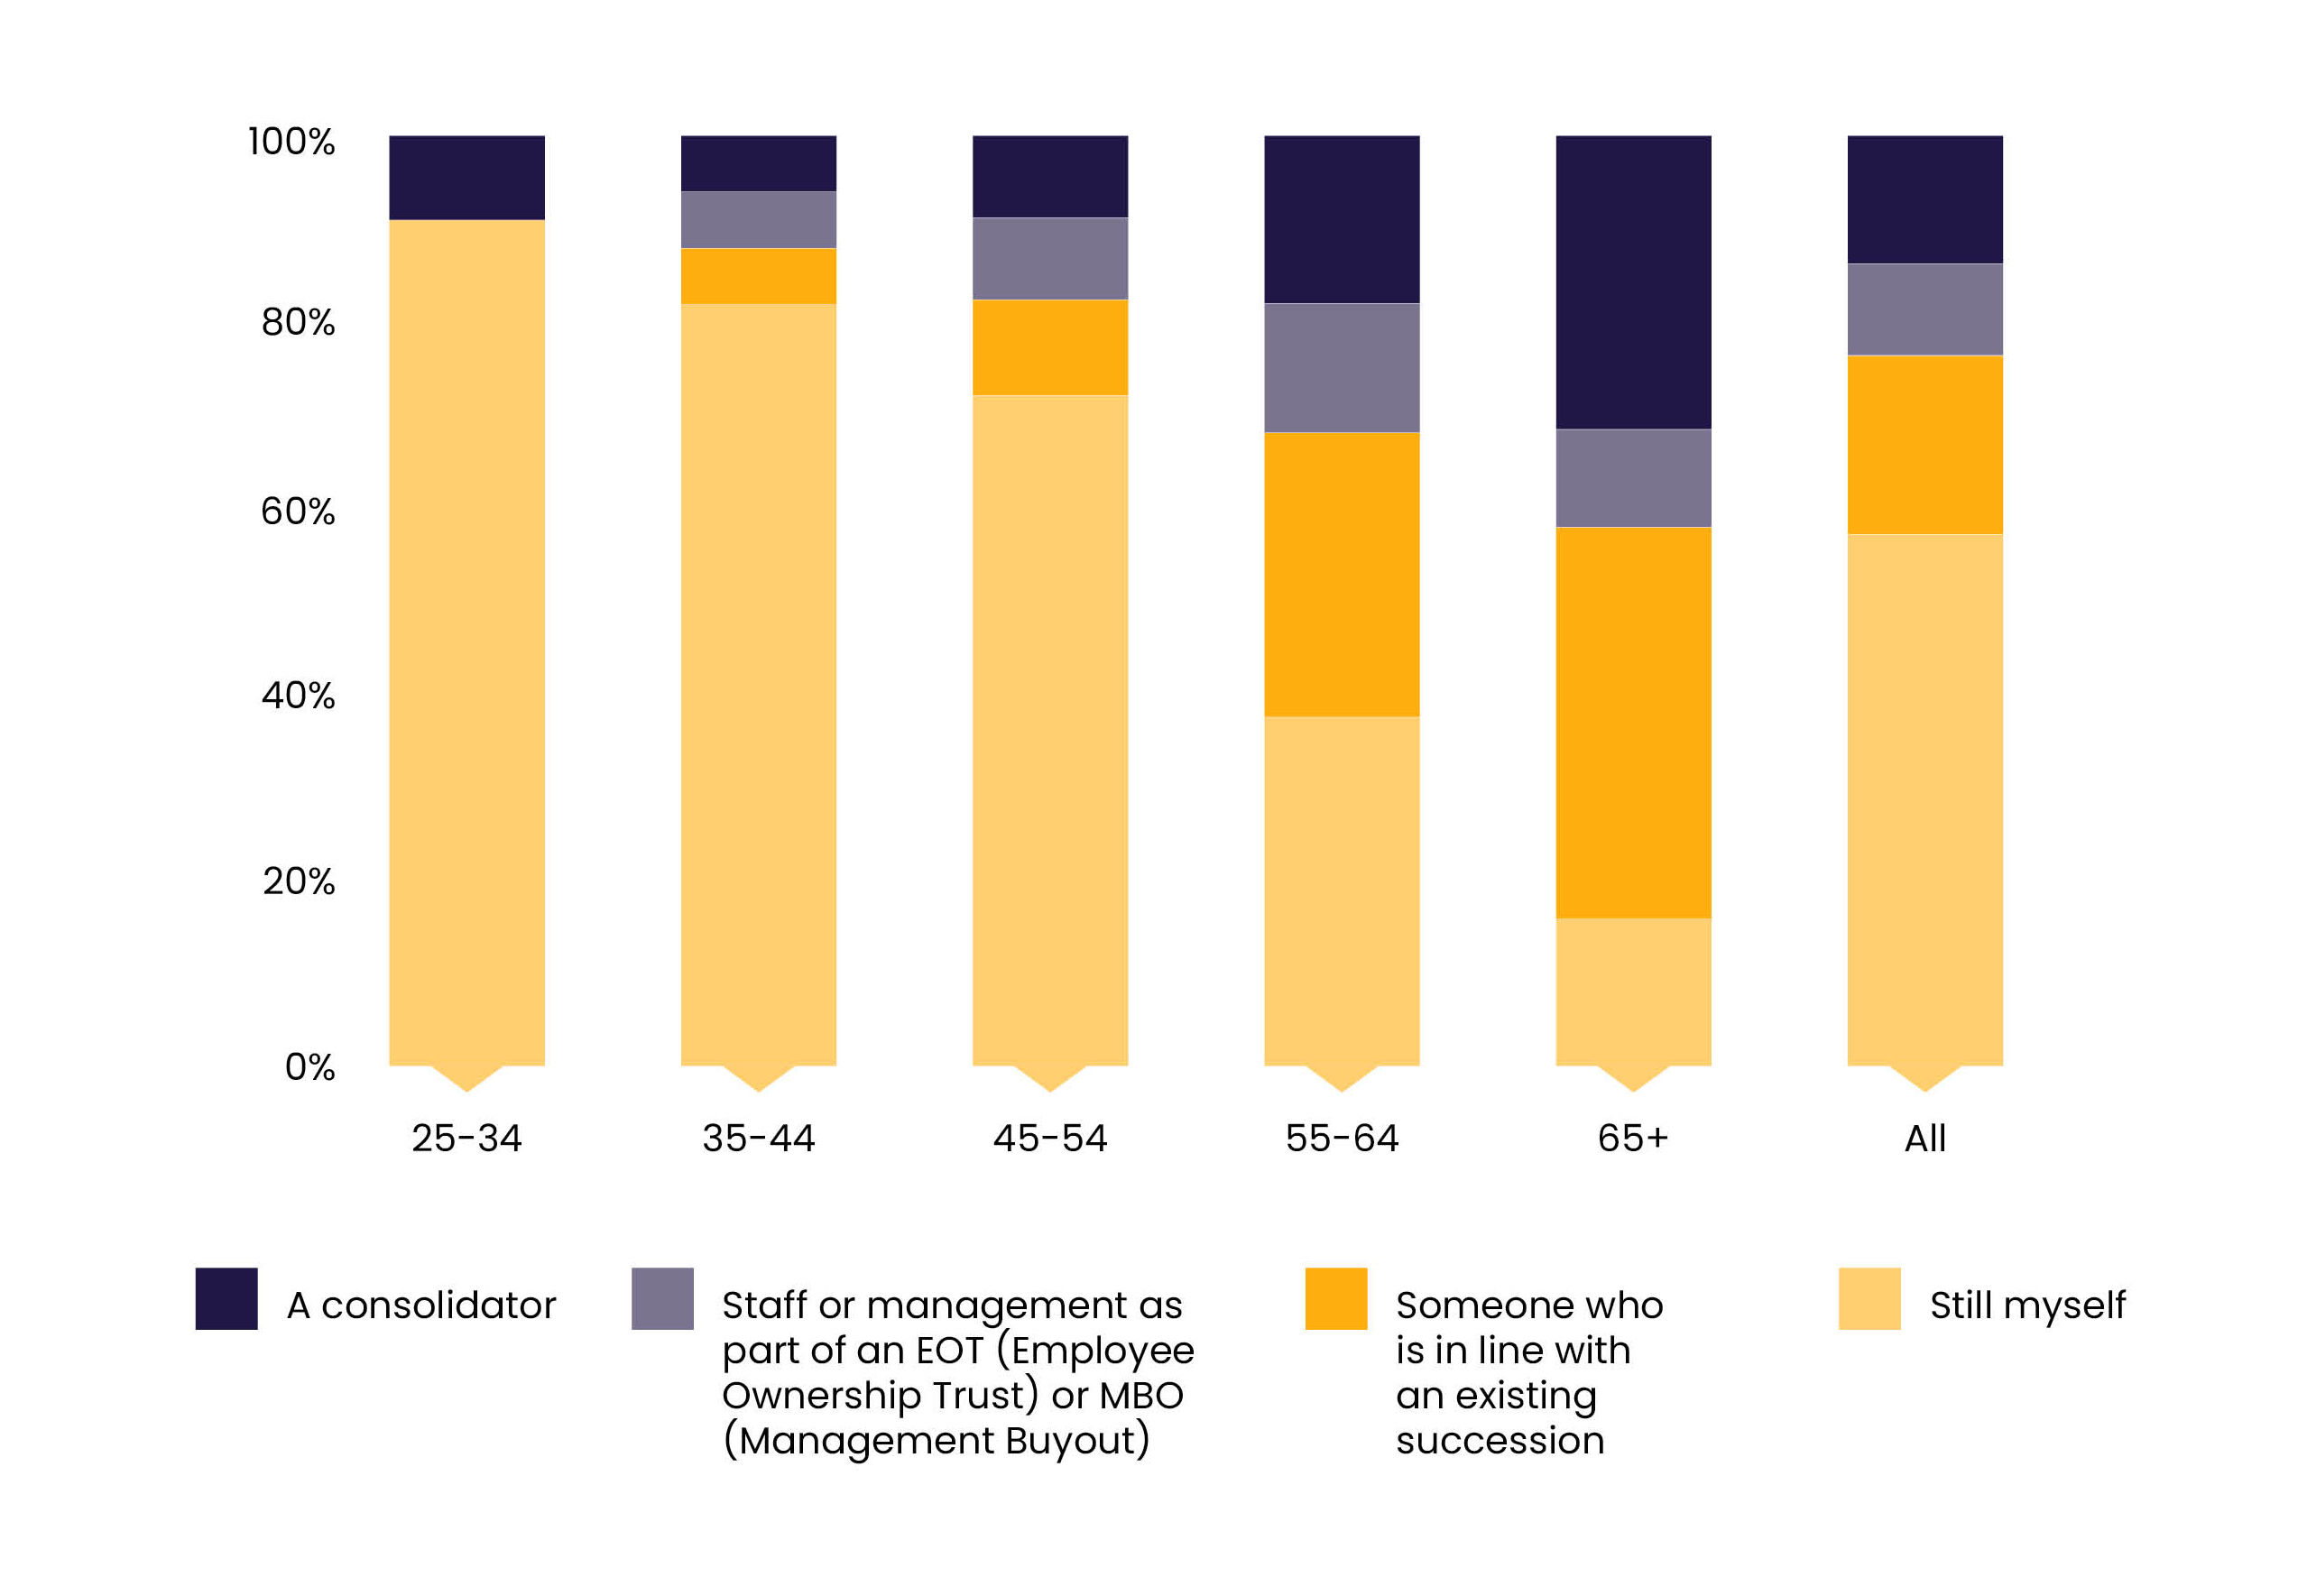 100%
80%
60%
40%
20%
0%
25-34
35-44
45-54
55-64
65+
All
A consolidator
Staff or management as
part of an EOT (Employee
Ownership Trust) or MBO
(Management Buyout)
Someone who
is in line with
an existing
succession
Still myself